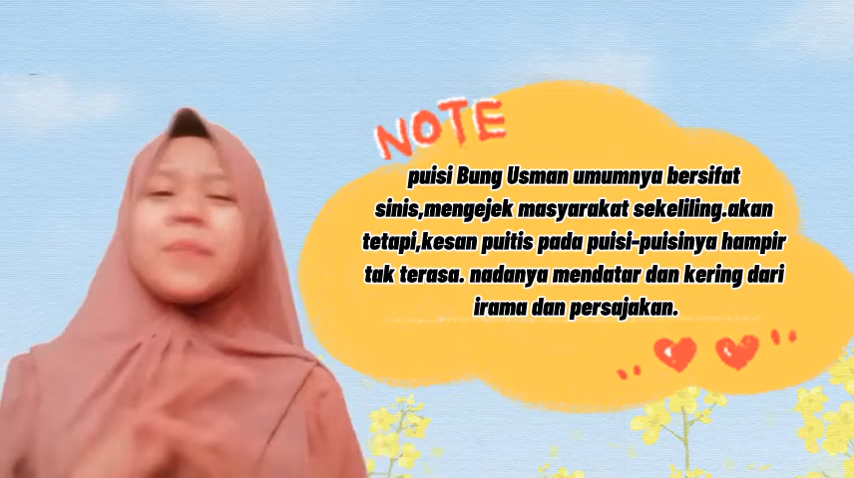 NOTE
puisi Bung Usman umumnya bersifat
sinis,mengejek masyarakat sekeliling.akan
tetapi,kesan puitis pada puisi-puisinya hampir
tak terasa. nadanya mendatar dan kering dari
irama dan persajakan.